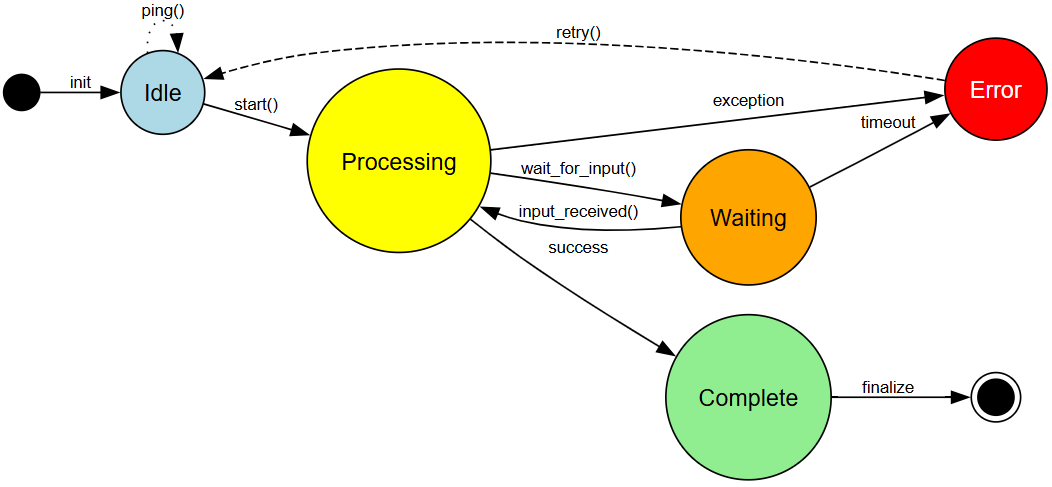 ping()
retry()
init
Idle
start()
exception
Error
timeout
Processing
wait_for_input()
input_received()
Waiting
success
Complete
finalize